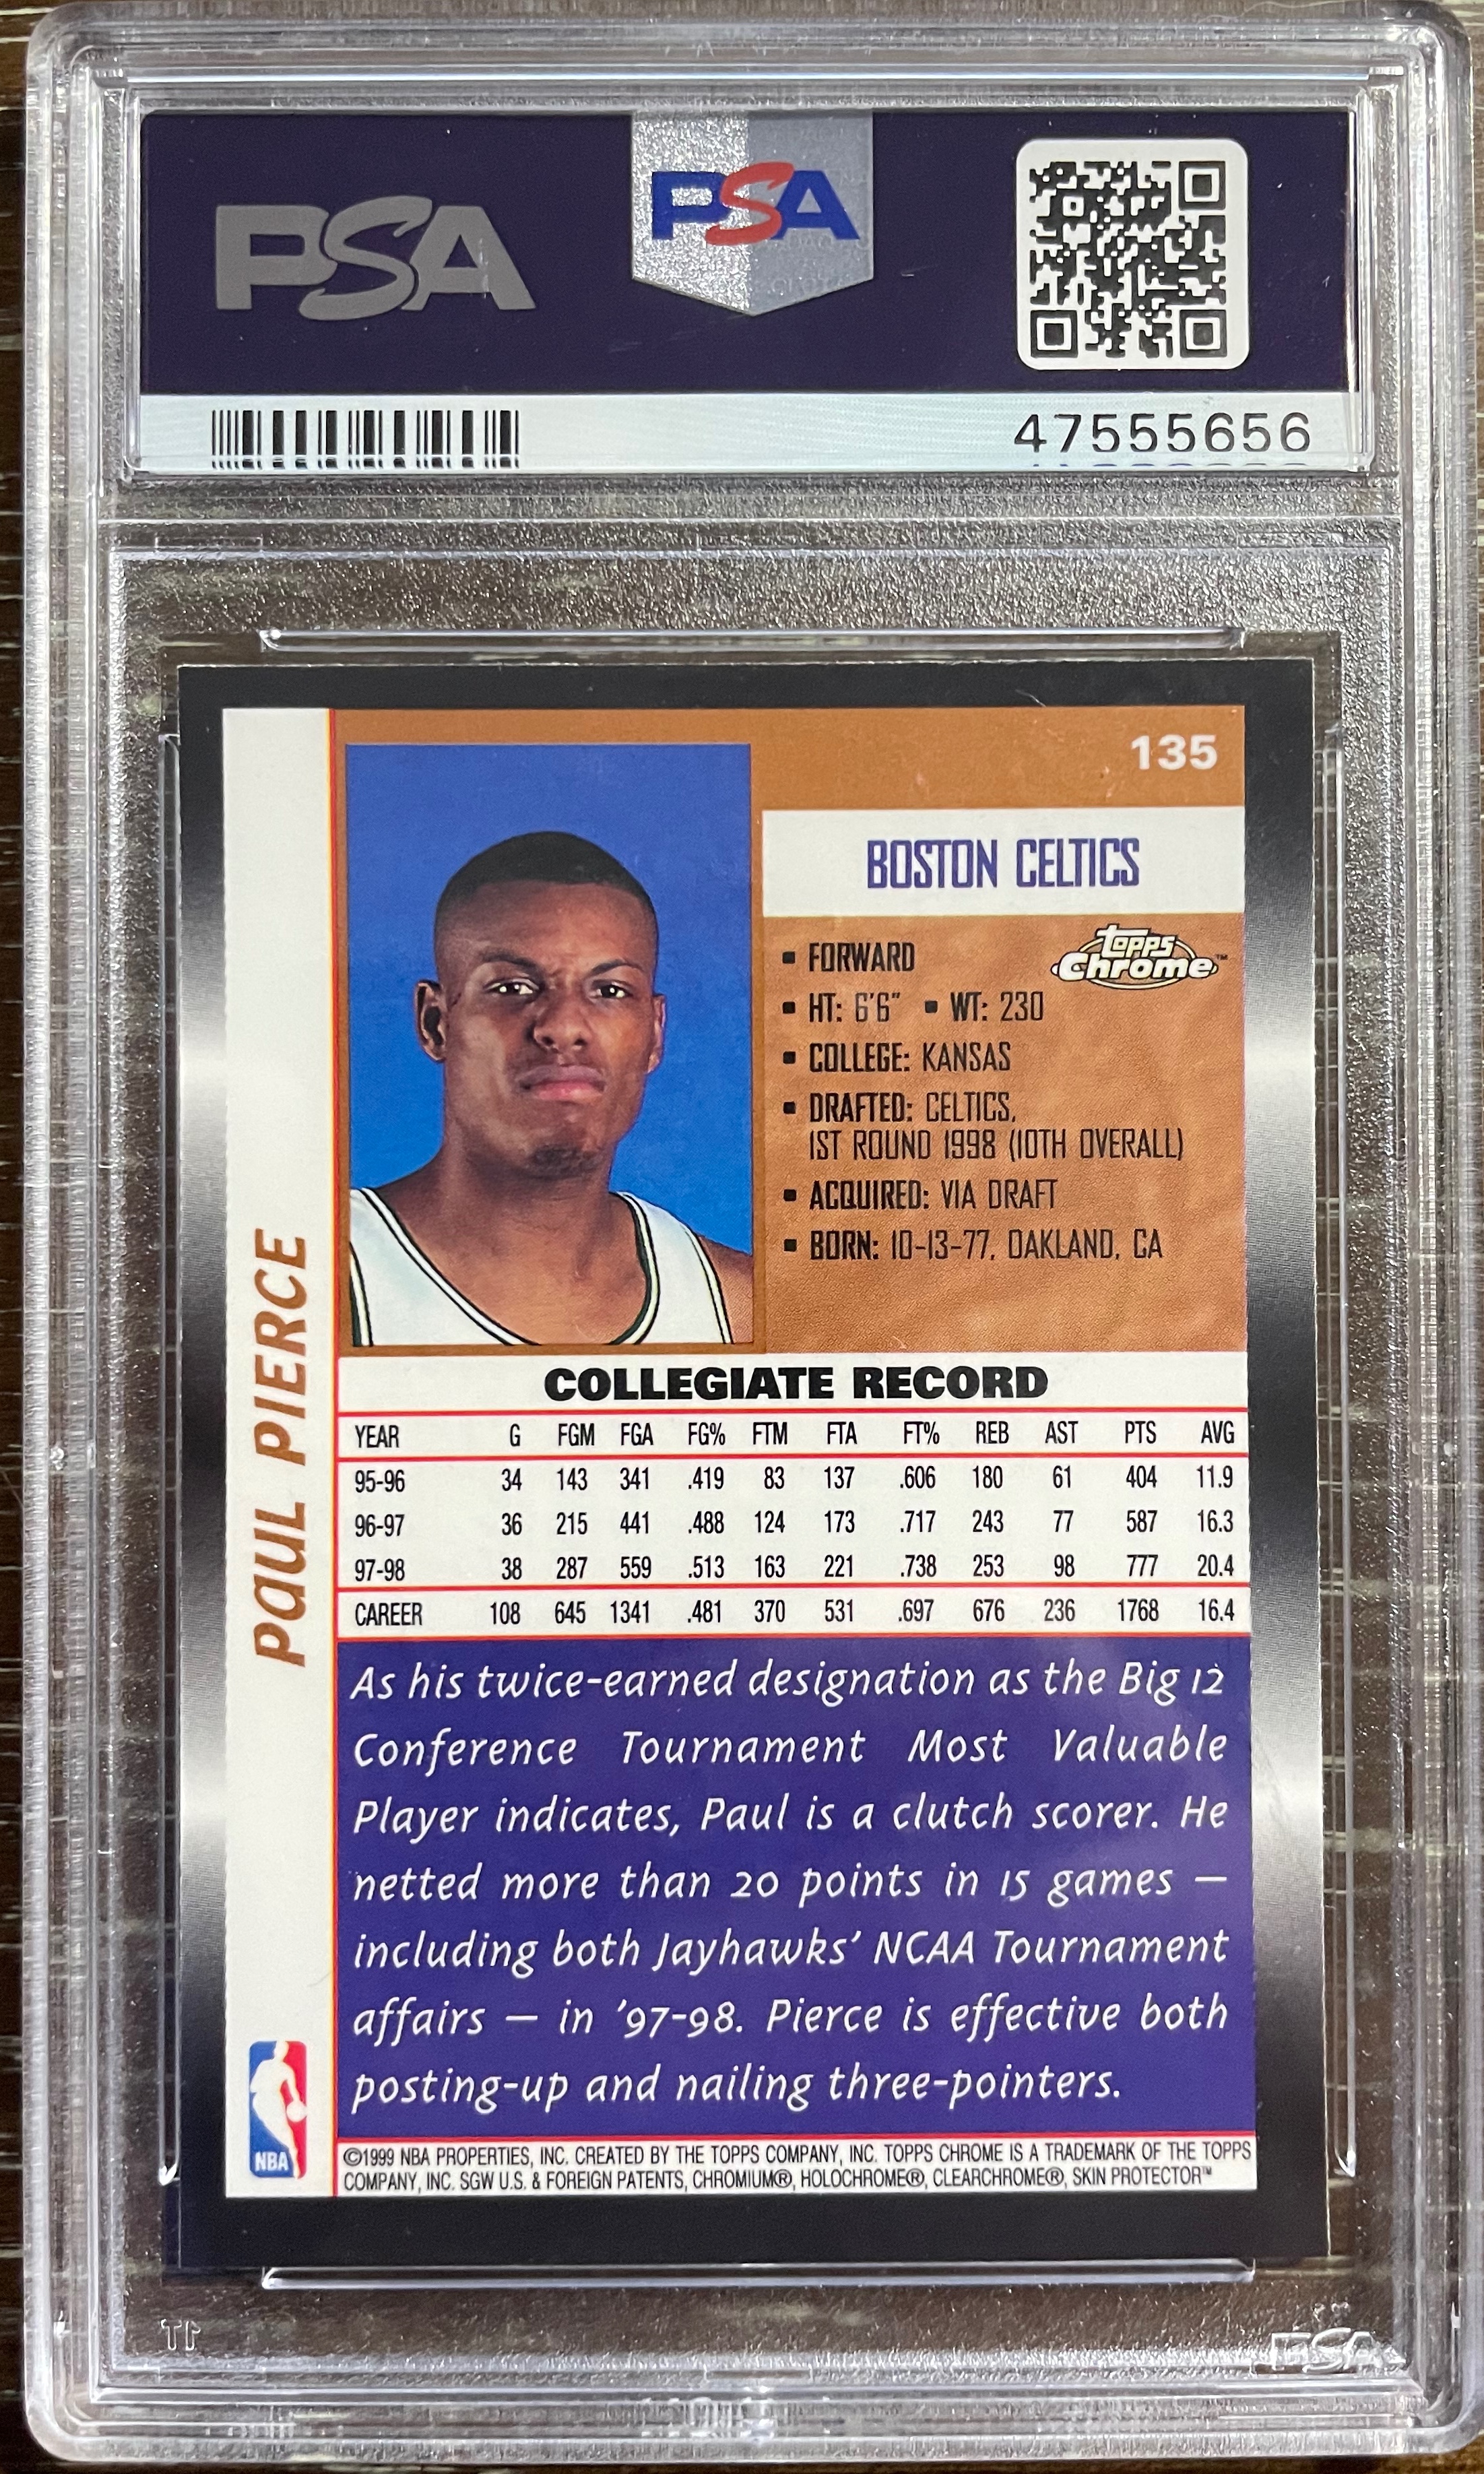 PSA
PSA
47555656
135
BOSTON CELTICS
topps
Chrome™
▪ FORWARD
▪ HT: 6'6" ▪ WT: 230
▪ COLLEGE: KANSAS
▪ DRAFTED: CELTICS,
1ST ROUND 1998 (10TH OVERALL)
▪ ACQUIRED: VIA DRAFT
▪ BORN: 10-13-77, OAKLAND, CA
PAUL PIERCE
COLLEGIATE RECORD
YEAR G FGM FGA FG% FTM FTA FT% REB AST PTS AVG
95-96 34 143 341 .419 83 137 .606 180 61 404 11.9
96-97 36 215 441 .488 124 173 .717 243 77 587 16.3
97-98 38 287 559 .513 163 221 .738 253 98 777 20.4
CAREER 108 645 1341 .481 370 531 .697 676 236 1768 16.4
As his twice-earned designation as the Big 12
Conference Tournament Most Valuable
Player indicates, Paul is a clutch scorer. He
netted more than 20 points in 15 games —
including both Jayhawks' NCAA Tournament
affairs — in '97-98. Pierce is effective both
posting-up and nailing three-pointers.
NBA
©1999 NBA PROPERTIES, INC. CREATED BY THE TOPPS COMPANY, INC. TOPPS CHROME IS A TRADEMARK OF THE TOPPS
COMPANY, INC. SGW U.S. & FOREIGN PATENTS, CHROMIUM®, HOLOCHROME®, CLEARCHROME®, SKIN PROTECTOR™
PSA